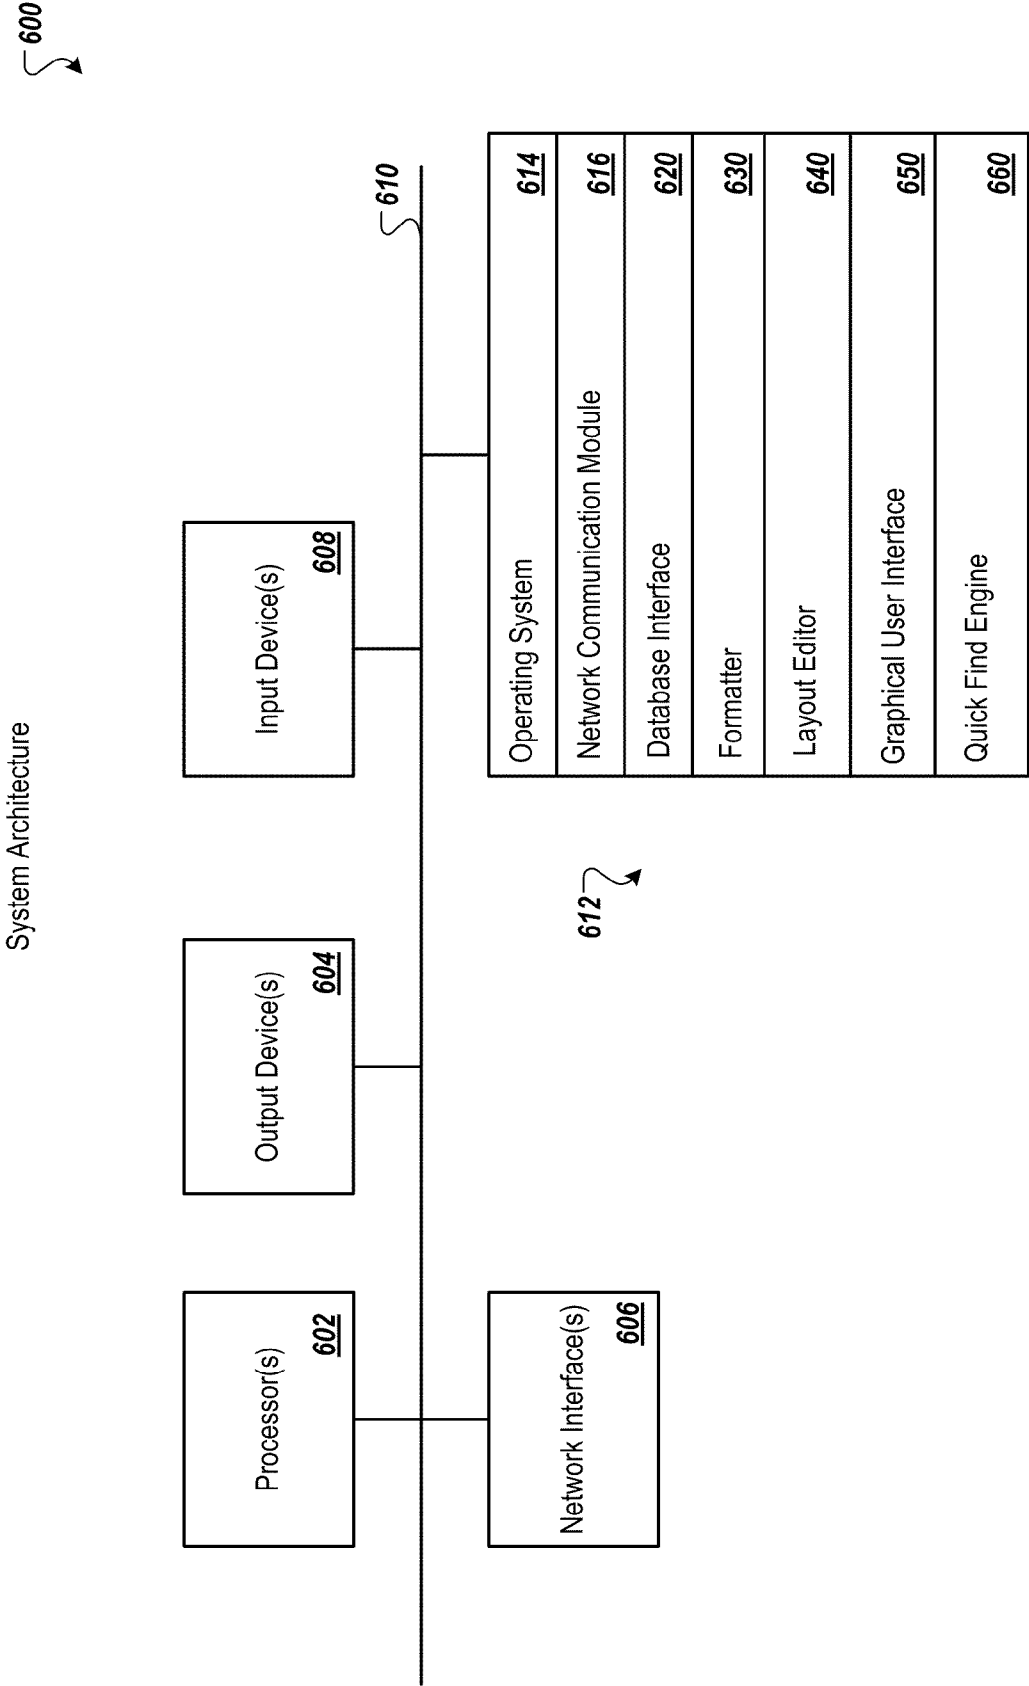 System Architecture
600
Processor(s)
602
Output Device(s)
604
Input Device(s)
608
610
Network Interface(s)
606
612
Operating System 614
Network Communication Module 616
Database Interface 620
Formatter 630
Layout Editor 640
Graphical User Interface 650
Quick Find Engine 660